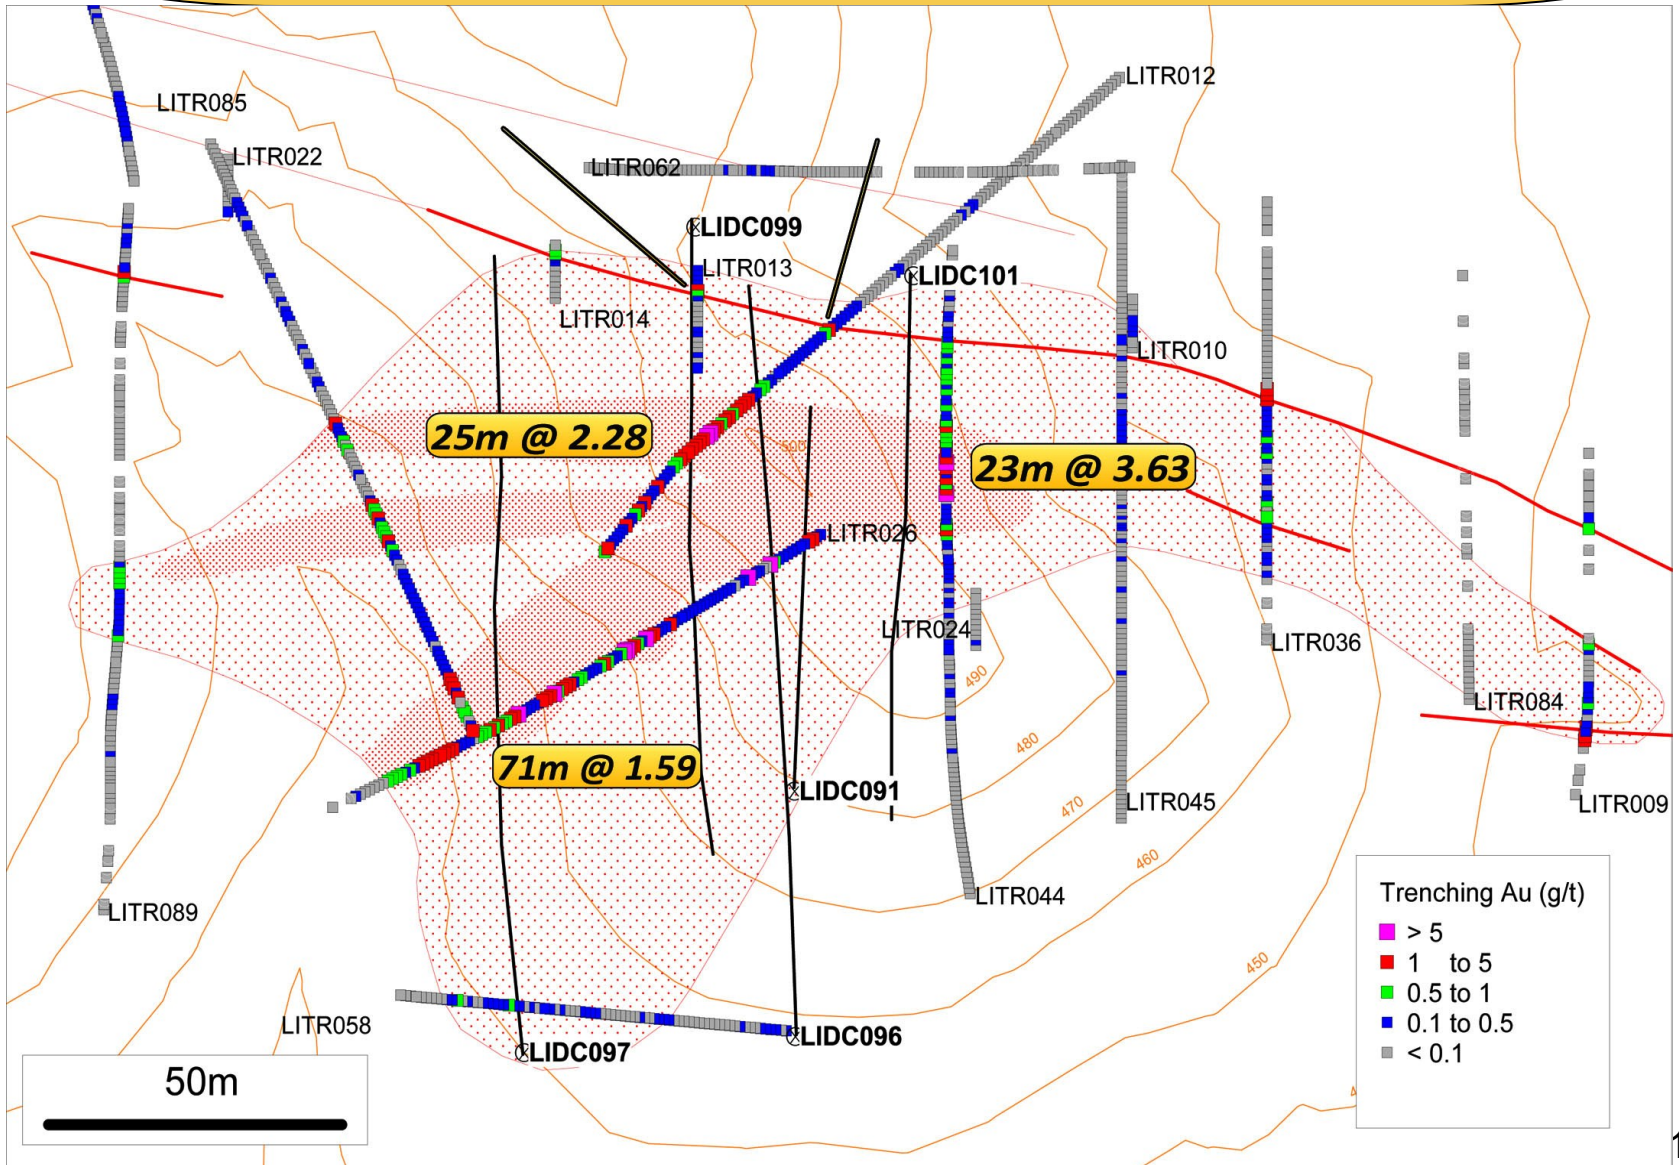 LITR012
LITR085
LITR022
LITR062
LIDC099
LITR013
LIDC101
LITR014
LITR010
25m @ 2.28
500
23m @ 3.63
LITR026
LITR024
LITR036
490
LITR084
480
71m @ 1.59
LIDC091
470
LITR045
LITR009
460
LITR044
LITR089
450
LITR058
LIDC096
LIDC097
Trenching Au (g/t)
> 5
1 to 5
0.5 to 1
0.1 to 0.5
< 0.1
50m